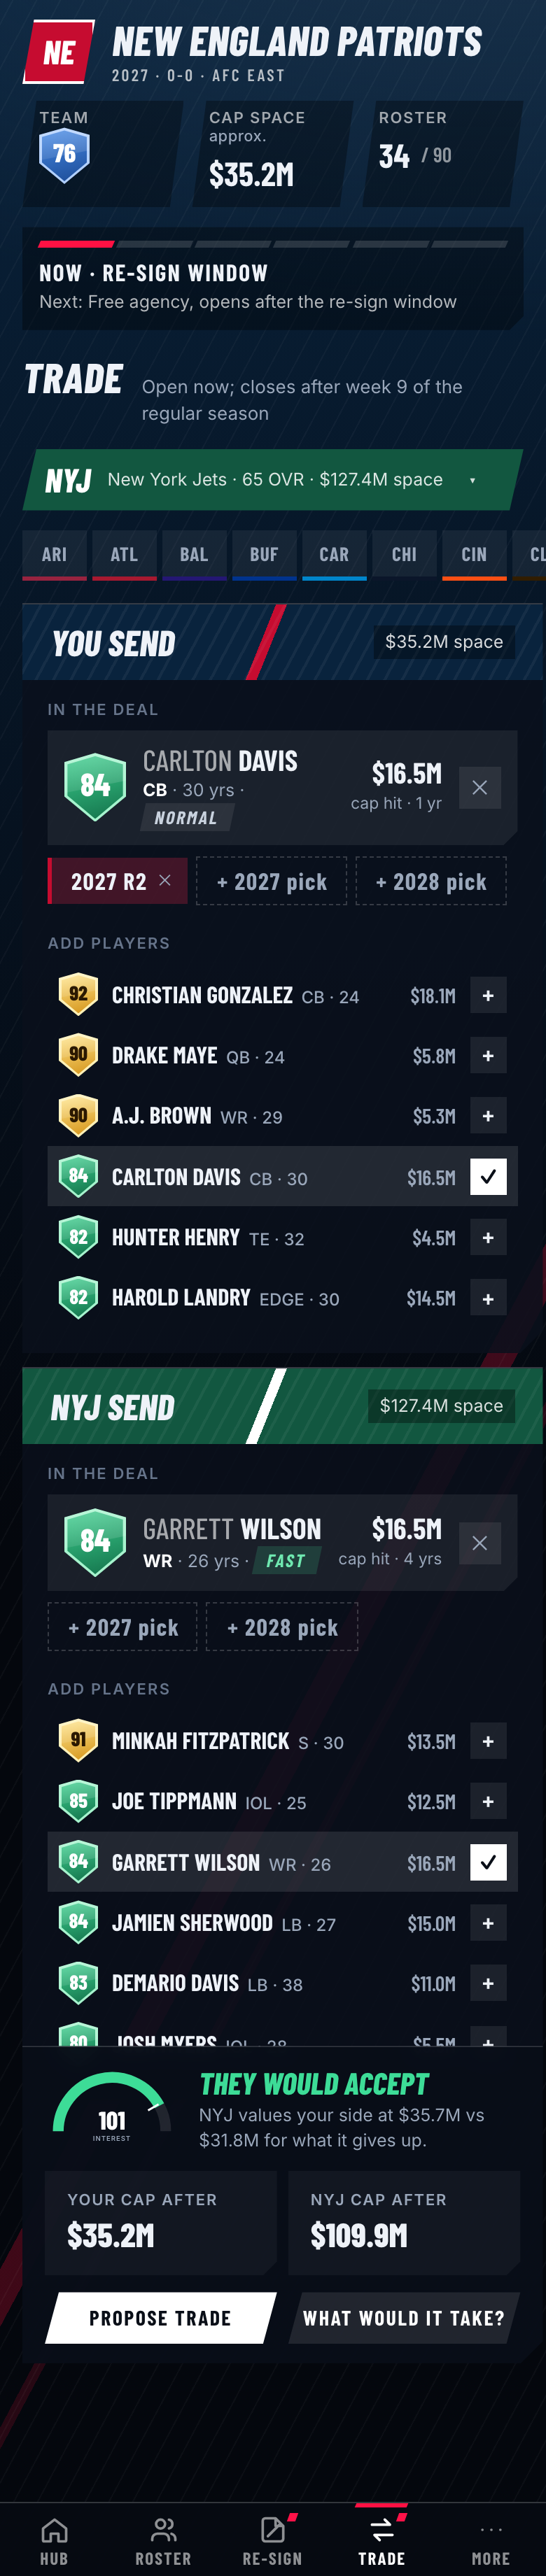 NE
NEW ENGLAND PATRIOTS
2027 · 0-0 · AFC EAST
TEAM
76
CAP SPACE
approx.
$35.2M
ROSTER
34 / 90
NOW · RE-SIGN WINDOW
Next: Free agency, opens after the re-sign window
TRADE
Open now; closes after week 9 of the
regular season
NYJ New York Jets · 65 OVR · $127.4M space
ARI ATL BAL BUF CAR CHI CIN CL
YOU SEND $35.2M space
IN THE DEAL
84
CARLTON DAVIS
CB · 30 yrs ·
NORMAL
$16.5M
cap hit · 1 yr
2027 R2 × + 2027 pick + 2028 pick
ADD PLAYERS
92 CHRISTIAN GONZALEZ CB · 24 $18.1M +
90 DRAKE MAYE QB · 24 $5.8M +
90 A.J. BROWN WR · 29 $5.3M +
84 CARLTON DAVIS CB · 30 $16.5M ✓
82 HUNTER HENRY TE · 32 $4.5M +
82 HAROLD LANDRY EDGE · 30 $14.5M +
NYJ SEND $127.4M space
IN THE DEAL
84
GARRETT WILSON
WR · 26 yrs · FAST
$16.5M
cap hit · 4 yrs
+ 2027 pick + 2028 pick
ADD PLAYERS
91 MINKAH FITZPATRICK S · 30 $13.5M +
85 JOE TIPPMANN IOL · 25 $12.5M +
84 GARRETT WILSON WR · 26 $16.5M ✓
84 JAMIEN SHERWOOD LB · 27 $15.0M +
83 DEMARIO DAVIS LB · 38 $11.0M +
80 JOSH MYERS IOL · 28 $5.5M +
101
INTEREST
THEY WOULD ACCEPT
NYJ values your side at $35.7M vs
$31.8M for what it gives up.
YOUR CAP AFTER
$35.2M
NYJ CAP AFTER
$109.9M
PROPOSE TRADE WHAT WOULD IT TAKE?
HUB ROSTER RE-SIGN TRADE MORE